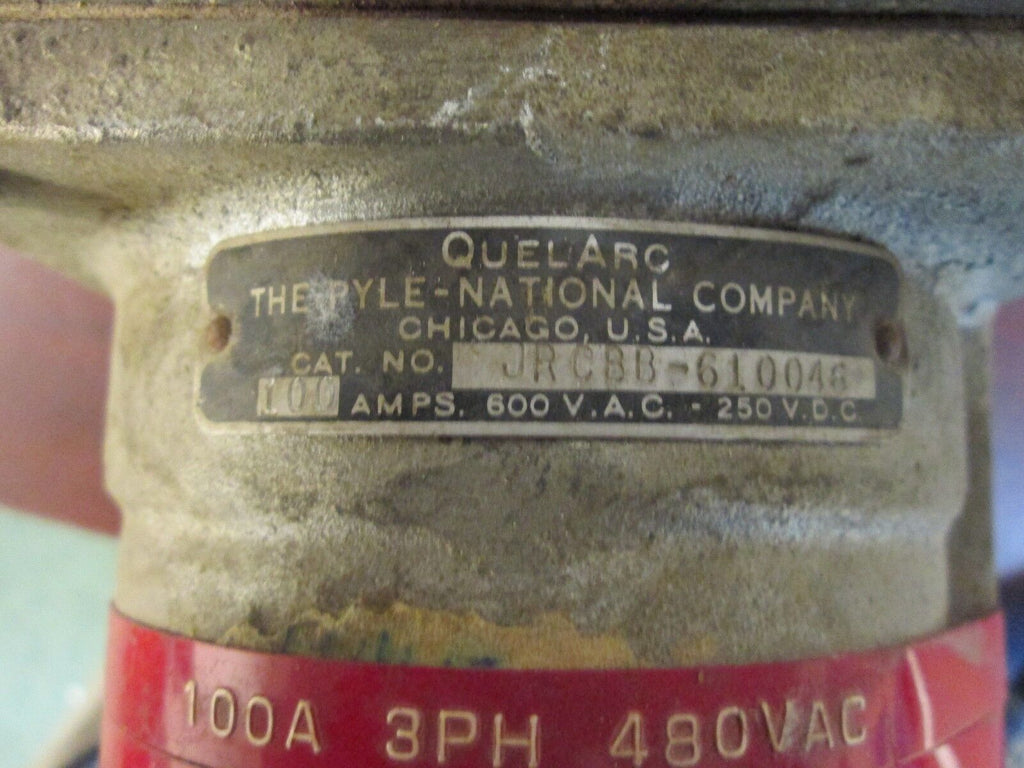 QUELARC
THE PYLE-NATIONAL COMPANY
CHICAGO, U.S.A.
CAT. NO. JRCBB-610046
100 AMPS. 600 V.A.C. - 250 V.D.C.
100A 3PH 480VAC